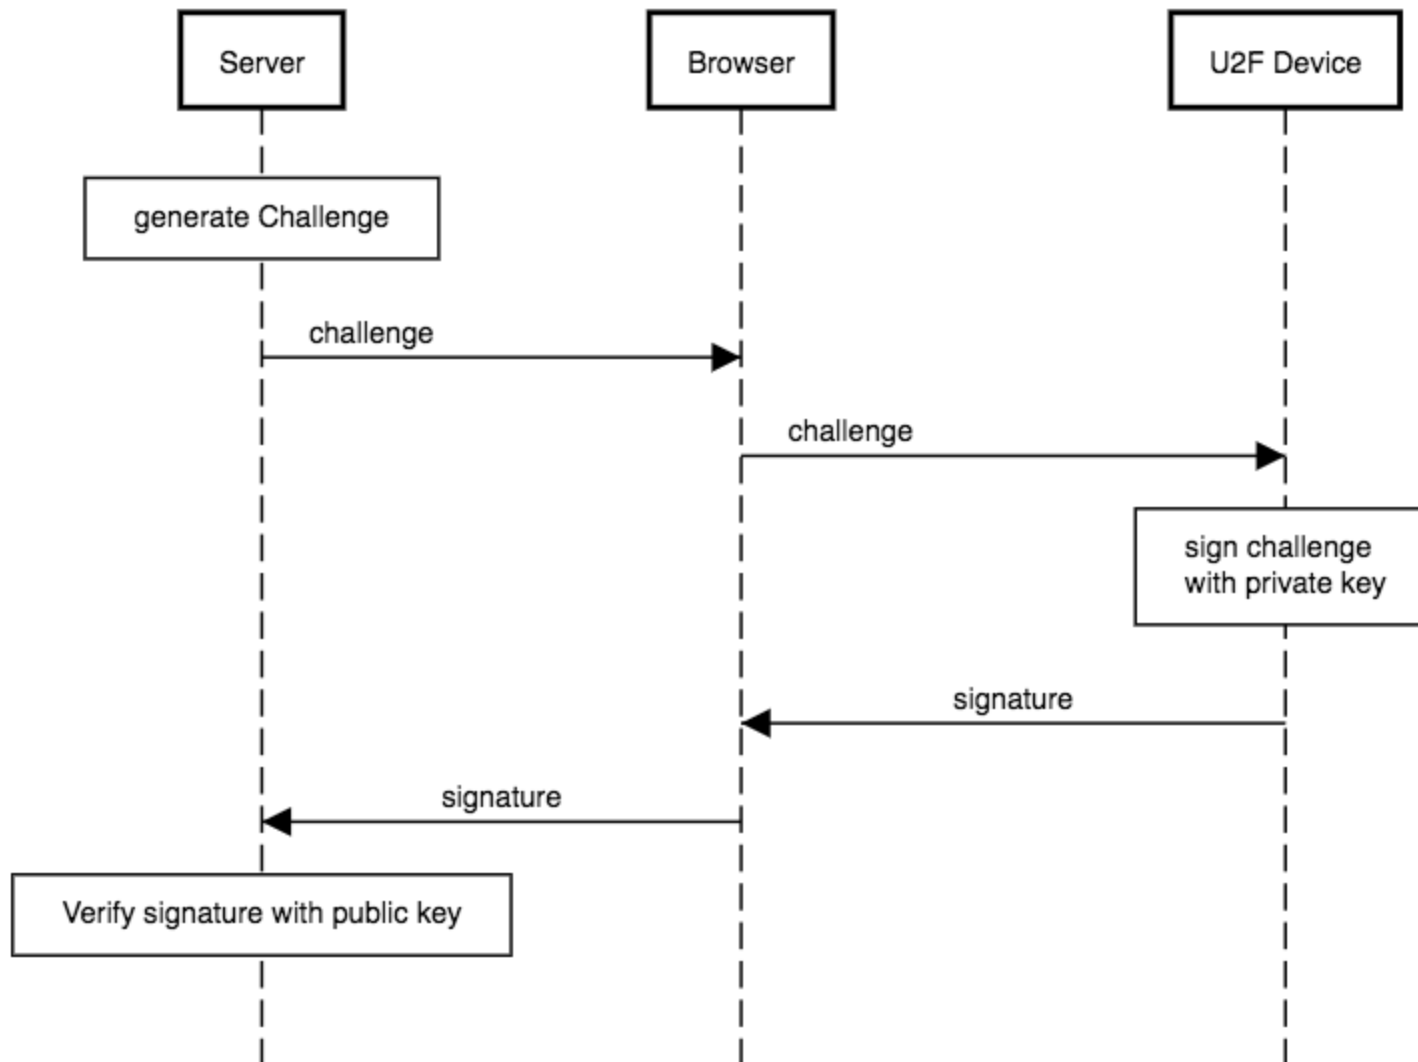 Server
Browser
U2F Device
generate Challenge
challenge
challenge
sign challenge
with private key
signature
signature
Verify signature with public key